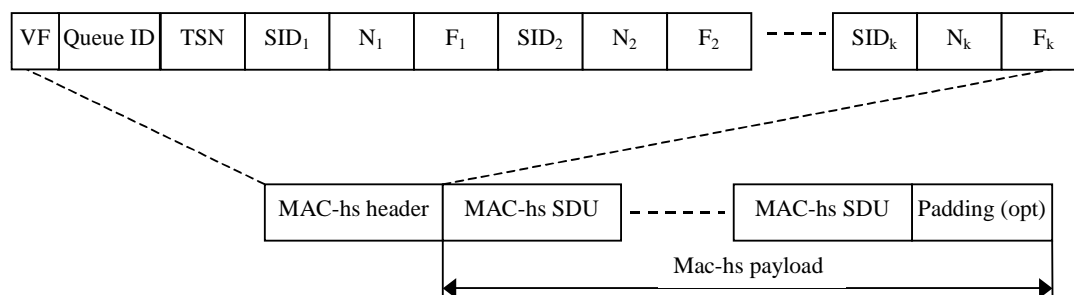 VF Queue ID TSN SID₁ N₁ F₁ SID₂ N₂ F₂ SIDₖ Nₖ Fₖ
MAC-hs header MAC-hs SDU MAC-hs SDU Padding (opt)
Mac-hs payload